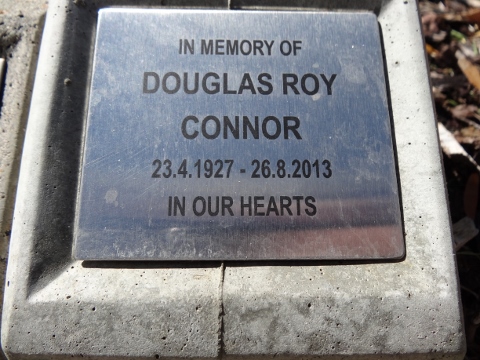 IN MEMORY OF
DOUGLAS ROY
CONNOR
23.4.1927 - 26.8.2013
IN OUR HEARTS